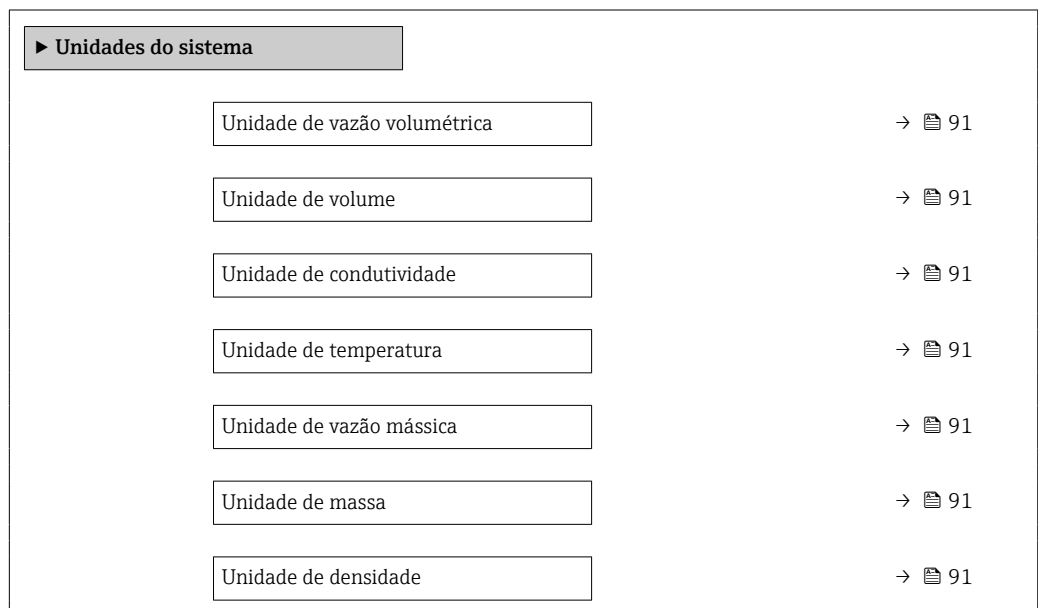 ▶ Unidades do sistema
Unidade de vazão volumétrica → 91
Unidade de volume → 91
Unidade de condutividade → 91
Unidade de temperatura → 91
Unidade de vazão mássica → 91
Unidade de massa → 91
Unidade de densidade → 91